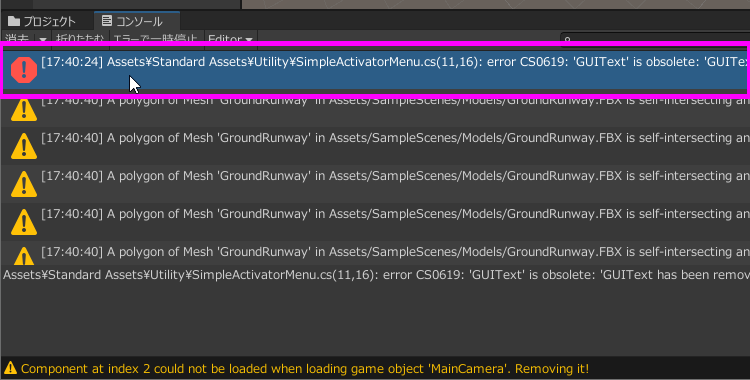 プロジェクト コンソール
消去 折りたたむ エラーで一時停止 Editor
[17:40:24] Assets¥Standard Assets¥Utility¥SimpleActivatorMenu.cs(11,16): error CS0619: 'GUIText' is obsolete: 'GUITe
[17:40:40] A polygon of Mesh 'GroundRunway' in Assets/SampleScenes/Models/GroundRunway.FBX is self-intersecting an
[17:40:40] A polygon of Mesh 'GroundRunway' in Assets/SampleScenes/Models/GroundRunway.FBX is self-intersecting an
[17:40:40] A polygon of Mesh 'GroundRunway' in Assets/SampleScenes/Models/GroundRunway.FBX is self-intersecting an
[17:40:40] A polygon of Mesh 'GroundRunway' in Assets/SampleScenes/Models/GroundRunway.FBX is self-intersecting an
[17:40:40] A polygon of Mesh 'GroundRunway' in Assets/SampleScenes/Models/GroundRunway.FBX is self-intersecting an
Assets¥Standard Assets¥Utility¥SimpleActivatorMenu.cs(11,16): error CS0619: 'GUIText' is obsolete: 'GUIText has been remov
Component at index 2 could not be loaded when loading game object 'MainCamera'. Removing it!